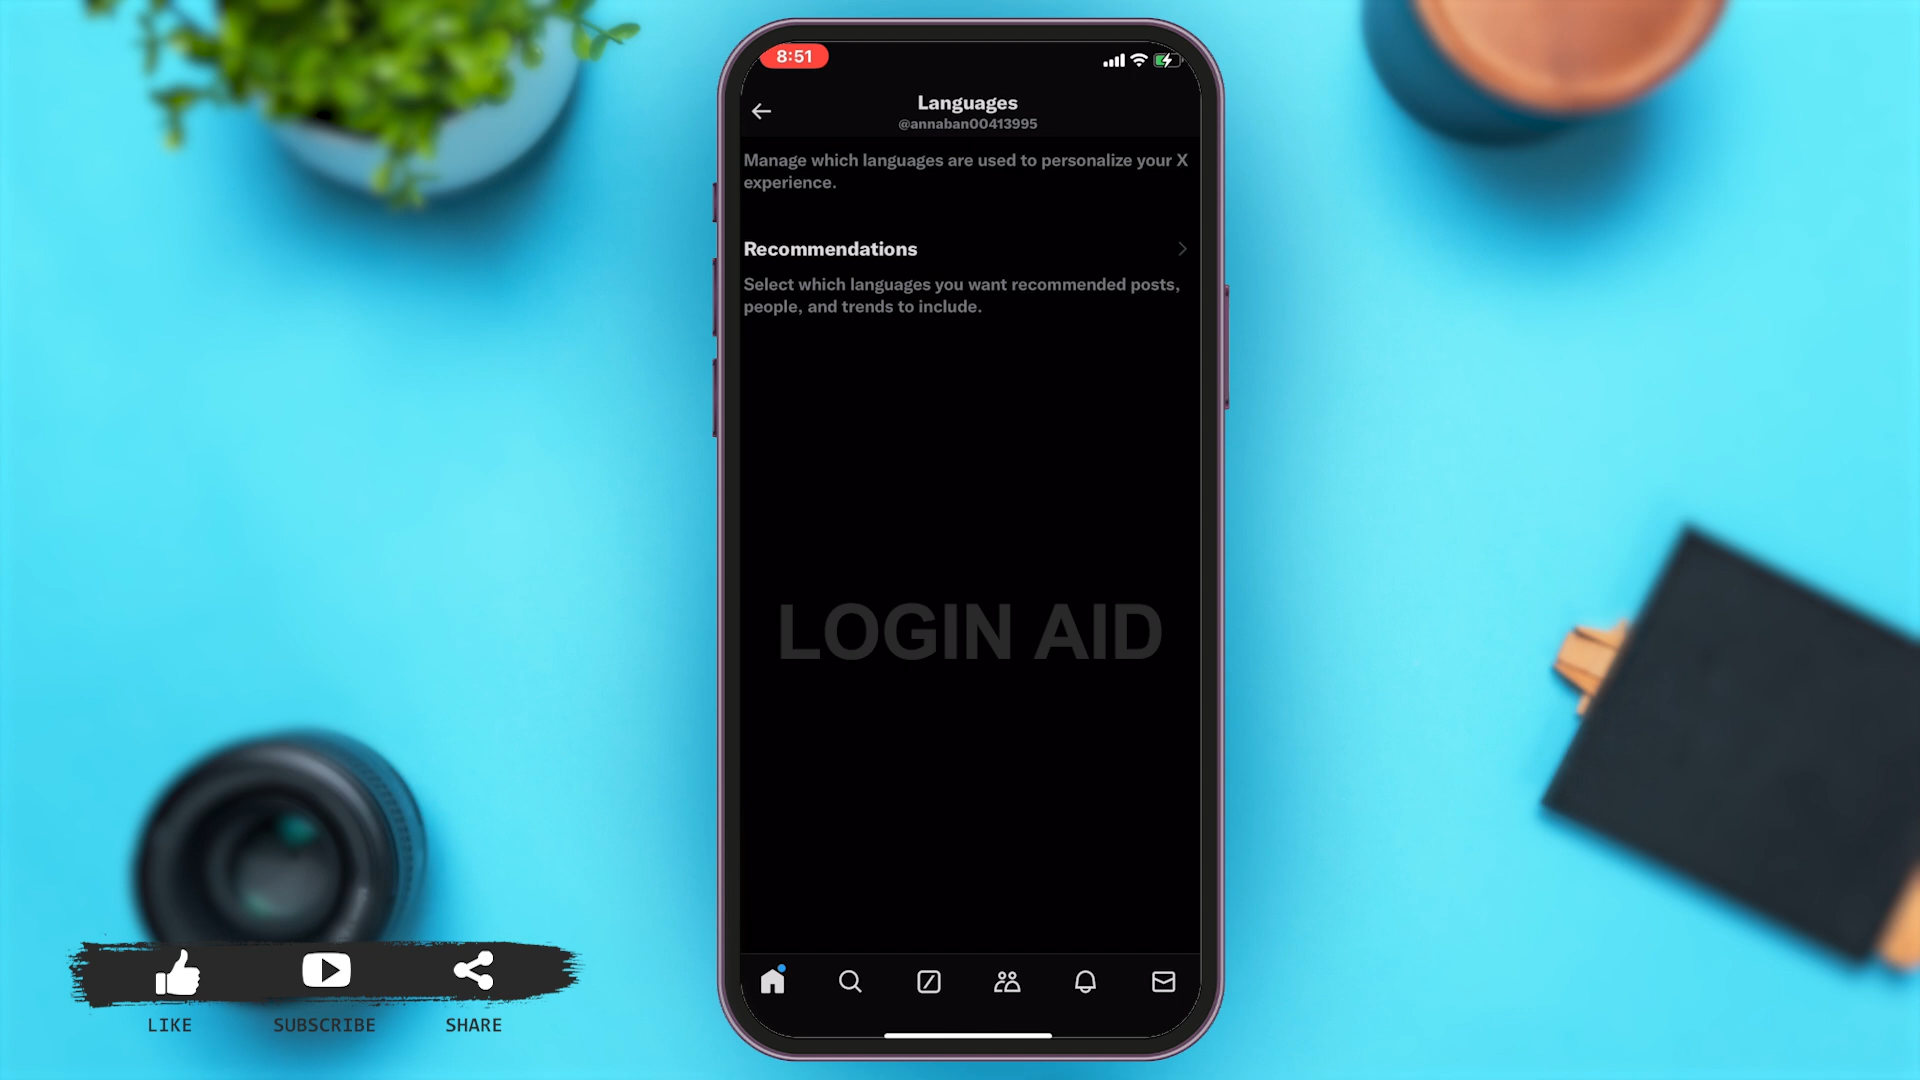 8:51
Languages
@annaban00413995
Manage which languages are used to personalize your X
experience.
Recommendations
Select which languages you want recommended posts,
people, and trends to include.
LOGIN AID
LIKE
SUBSCRIBE
SHARE